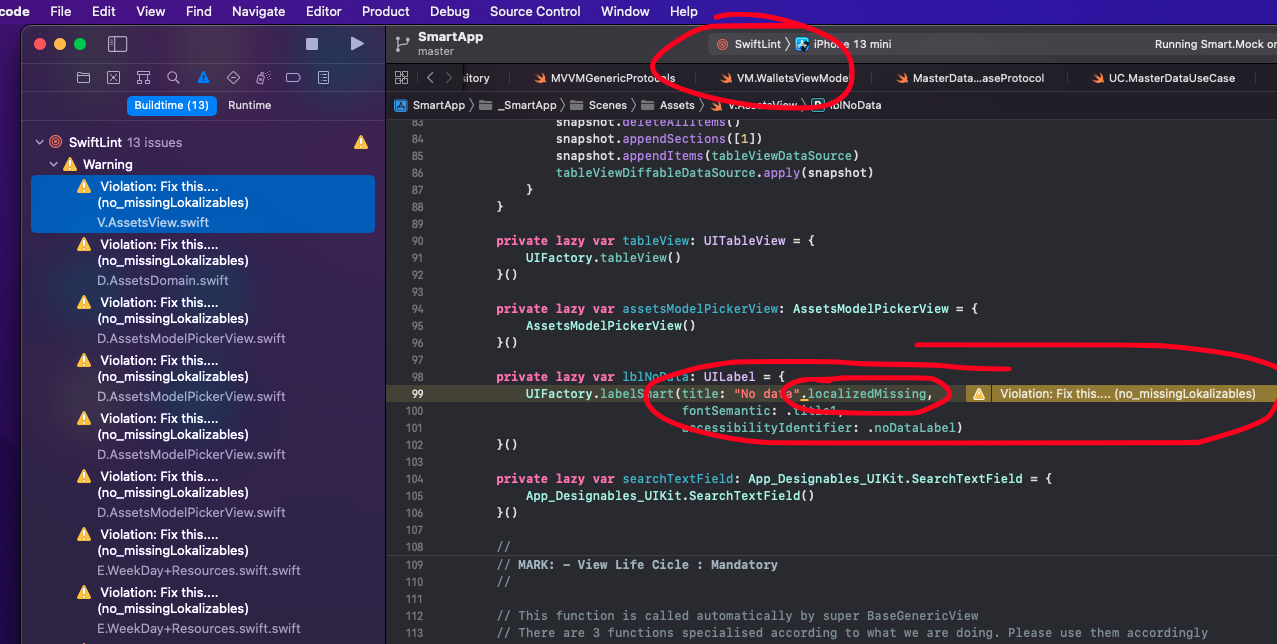 code File Edit View Find Navigate Editor Product Debug Source Control Window Help
SmartApp
master
SwiftLint 〉 iPhone 13 mini
Running Smart.Mock on
sitory MVVMGenericProtocols VM.WalletsViewModel MasterData...aseProtocol UC.MasterDataUseCase
Buildtime (13) Runtime
SmartApp 〉 _SmartApp 〉 Scenes 〉 Assets 〉 V.AssetsView 〉 P lblNoData
SwiftLint 13 issues
Warning
Violation: Fix this....
(no_missingLokalizables)
V.AssetsView.swift
Violation: Fix this....
(no_missingLokalizables)
D.AssetsDomain.swift
Violation: Fix this....
(no_missingLokalizables)
D.AssetsModelPickerView.swift
Violation: Fix this....
(no_missingLokalizables)
D.AssetsModelPickerView.swift
Violation: Fix this....
(no_missingLokalizables)
D.AssetsModelPickerView.swift
Violation: Fix this....
(no_missingLokalizables)
D.AssetsModelPickerView.swift
Violation: Fix this....
(no_missingLokalizables)
E.WeekDay+Resources.swift.swift
Violation: Fix this....
(no_missingLokalizables)
E.WeekDay+Resources.swift.swift
83 snapshot.deleteAllItems()
84 snapshot.appendSections([1])
85 snapshot.appendItems(tableViewDataSource)
86 tableViewDiffableDataSource.apply(snapshot)
87 }
88 }
89
90 private lazy var tableView: UITableView = {
91 UIFactory.tableView()
92 }()
93
94 private lazy var assetsModelPickerView: AssetsModelPickerView = {
95 AssetsModelPickerView()
96 }()
97
98 private lazy var lblNoData: UILabel = {
99 UIFactory.labelSmart(title: "No data".localizedMissing, Violation: Fix this.... (no_missingLokalizables)
100 fontSemantic: .title1,
101 accessibilityIdentifier: .noDataLabel)
102 }()
103
104 private lazy var searchTextField: App_Designables_UIKit.SearchTextField = {
105 App_Designables_UIKit.SearchTextField()
106 }()
107
108 //
109 // MARK: - View Life Cicle : Mandatory
110 //
111
112 // This function is called automatically by super BaseGenericView
113 // There are 3 functions specialised according to what we are doing. Please use them accordingly